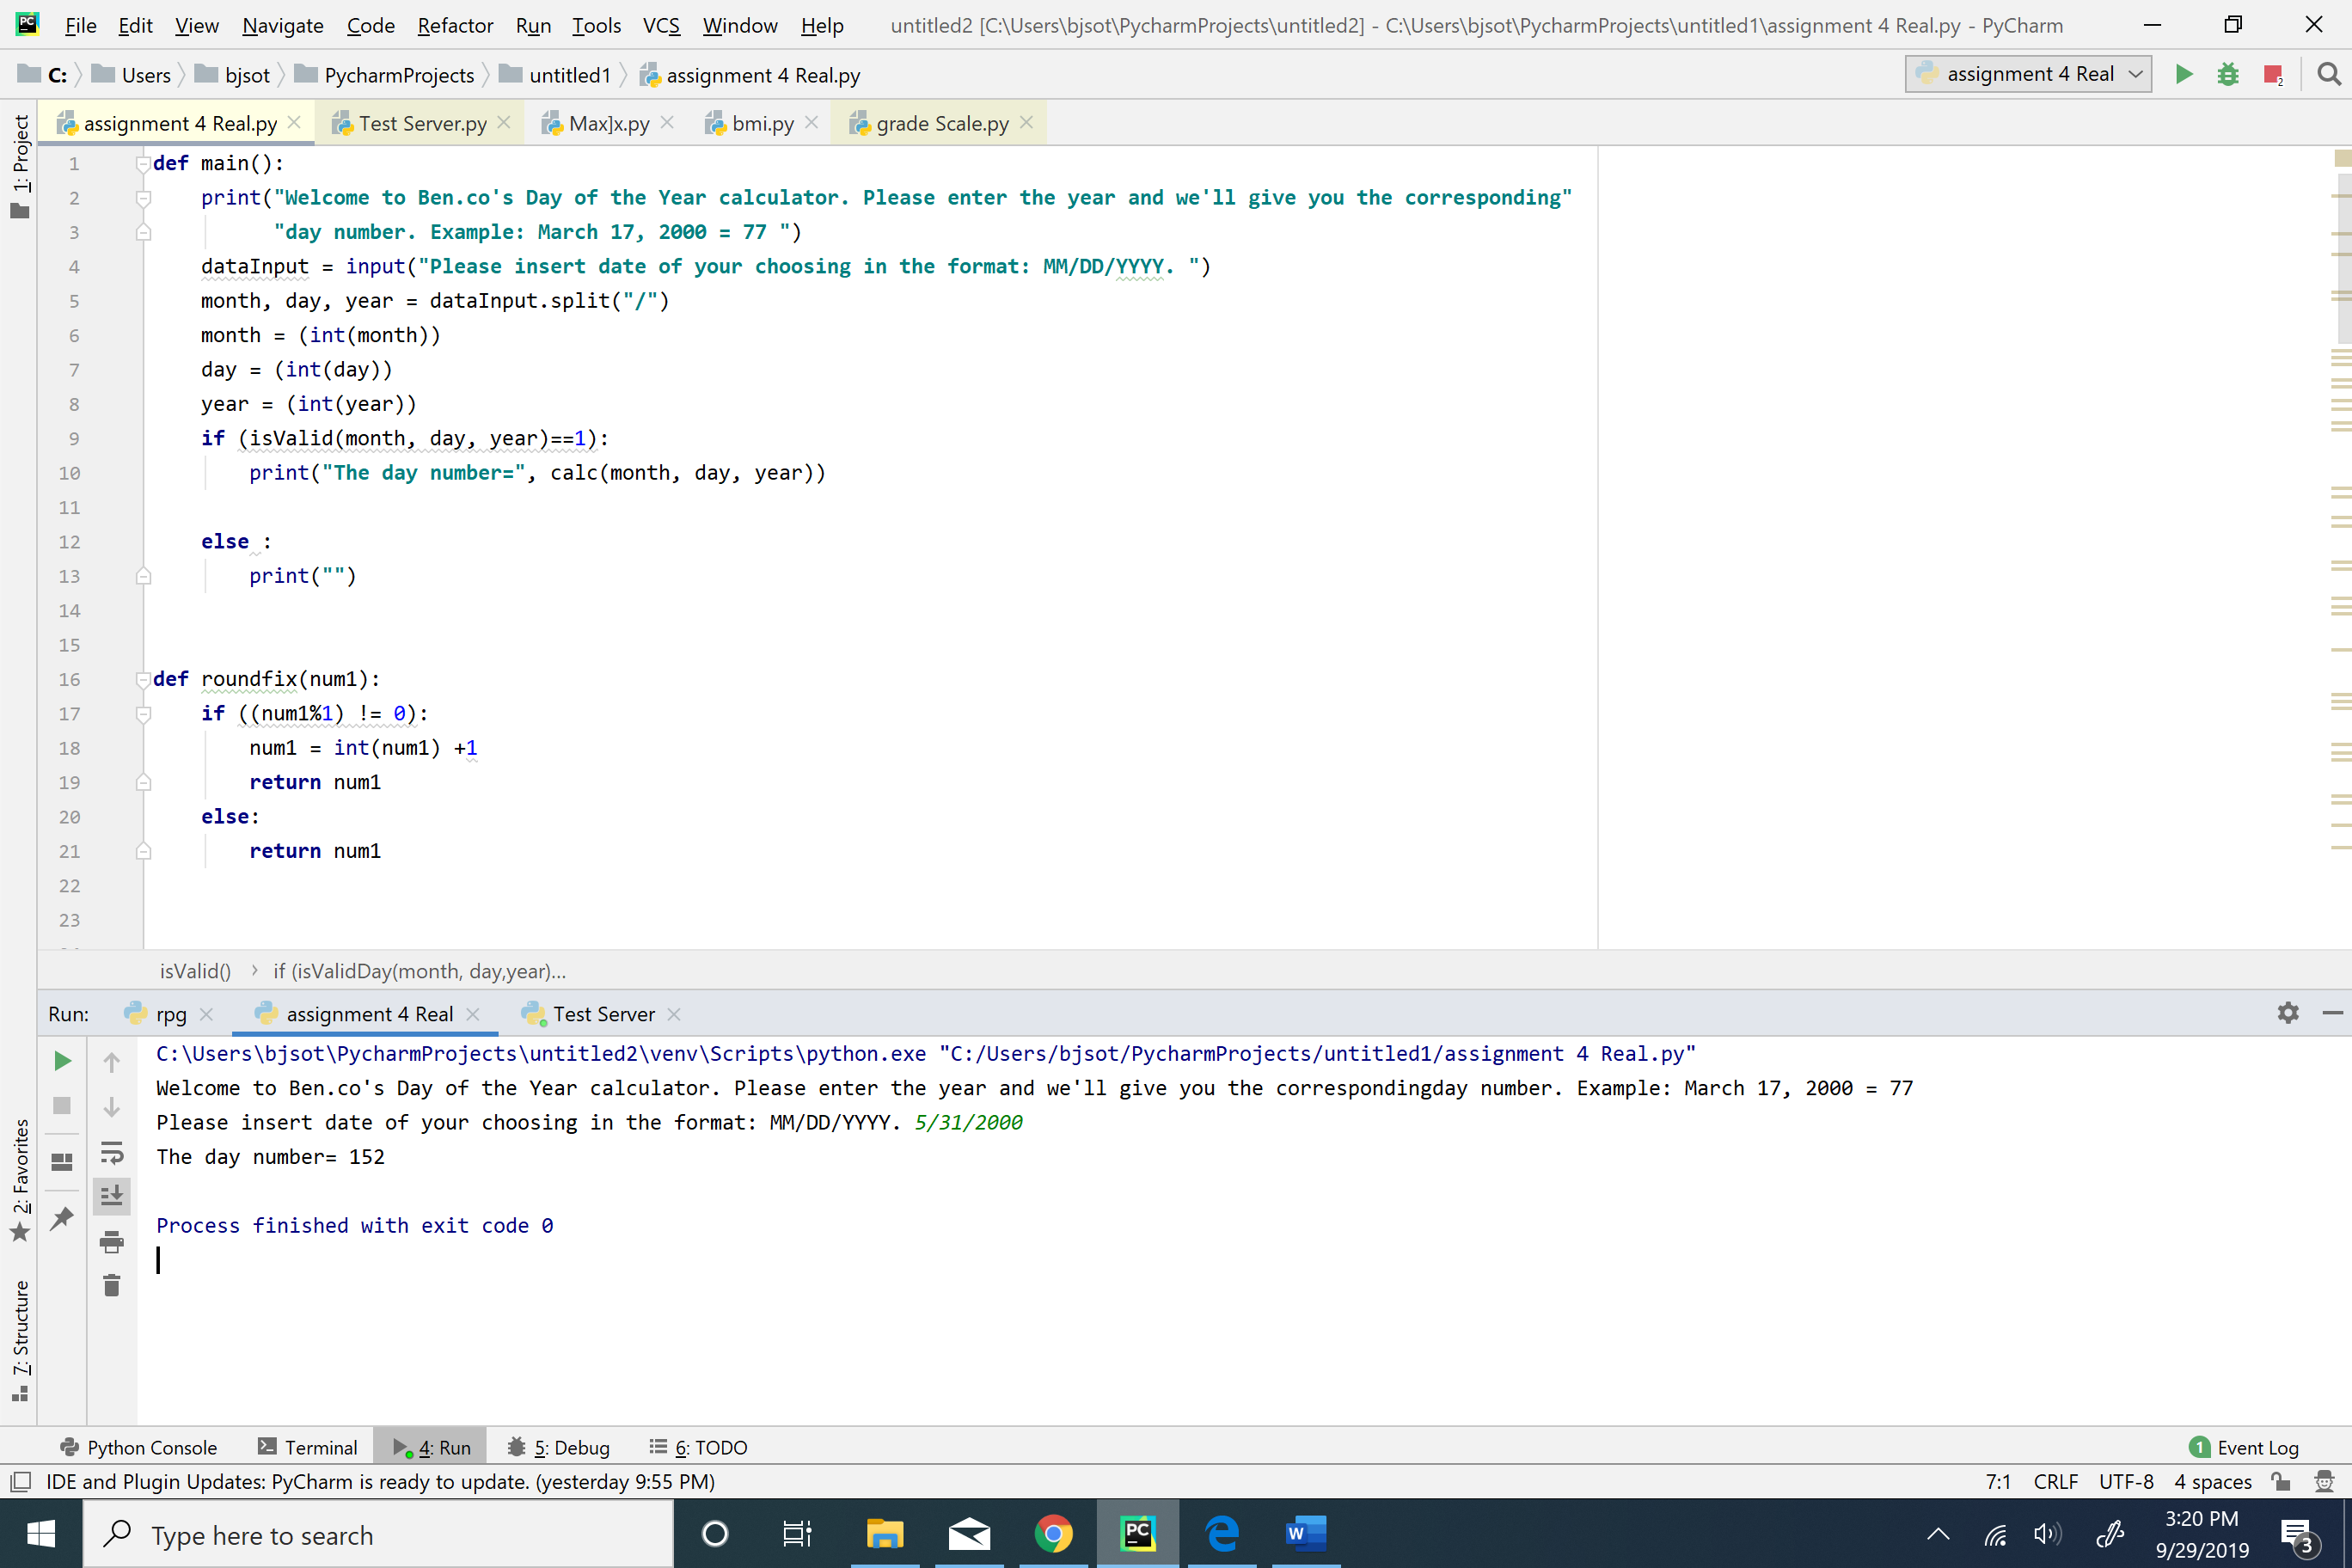 File Edit View Navigate Code Refactor Run Tools VCS Window Help untitled2 [C:\Users\bjsot\PycharmProjects\untitled2] - C:\Users\bjsot\PycharmProjects\untitled1\assignment 4 Real.py - PyCharm
C: Users bjsot PycharmProjects untitled1 assignment 4 Real.py assignment 4 Real 2
assignment 4 Real.py Test Server.py Max]x.py bmi.py grade Scale.py
1: Project
1 def main():
2 print("Welcome to Ben.co's Day of the Year calculator. Please enter the year and we'll give you the corresponding"
3 "day number. Example: March 17, 2000 = 77 ")
4 dataInput = input("Please insert date of your choosing in the format: MM/DD/YYYY. ")
5 month, day, year = dataInput.split("/")
6 month = (int(month))
7 day = (int(day))
8 year = (int(year))
9 if (isValid(month, day, year)==1):
10 print("The day number=", calc(month, day, year))
11
12 else :
13 print("")
14
15
16 def roundfix(num1):
17 if ((num1%1) != 0):
18 num1 = int(num1) +1
19 return num1
20 else:
21 return num1
22
23
isValid() › if (isValidDay(month, day,year)...
Run: rpg assignment 4 Real Test Server
C:\Users\bjsot\PycharmProjects\untitled2\venv\Scripts\python.exe "C:/Users/bjsot/PycharmProjects/untitled1/assignment 4 Real.py"
Welcome to Ben.co's Day of the Year calculator. Please enter the year and we'll give you the correspondingday number. Example: March 17, 2000 = 77
Please insert date of your choosing in the format: MM/DD/YYYY. 5/31/2000
The day number= 152
Process finished with exit code 0
2: Favorites
7: Structure
Python Console Terminal 4: Run 5: Debug 6: TODO 1 Event Log
IDE and Plugin Updates: PyCharm is ready to update. (yesterday 9:55 PM) 7:1 CRLF UTF-8 4 spaces
Type here to search 3:20 PM
9/29/2019 3